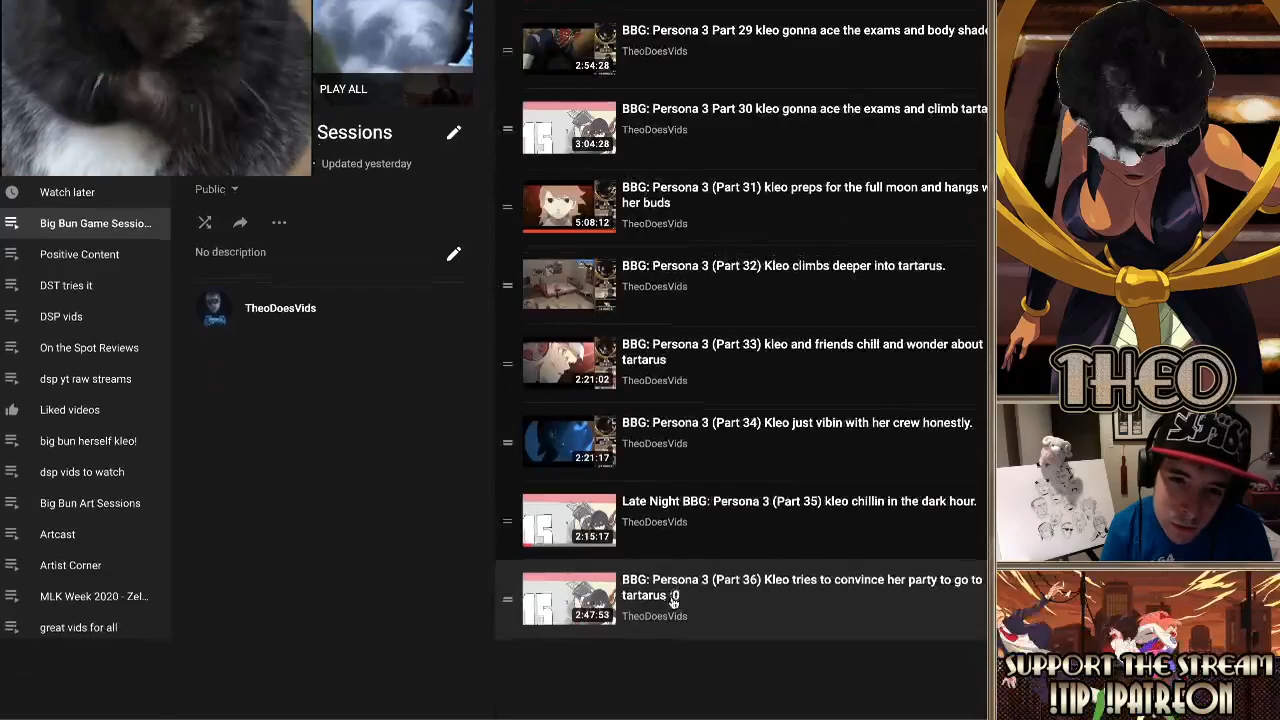 PLAY ALL
Sessions
Updated yesterday
Public
No description
TheoDoesVids
Watch later
Big Bun Game Sessio...
Positive Content
DST tries it
DSP vids
On the Spot Reviews
dsp yt raw streams
Liked videos
big bun herself kleo!
dsp vids to watch
Big Bun Art Sessions
Artcast
Artist Corner
MLK Week 2020 - Zel...
great vids for all
BBG: Persona 3 Part 29 kleo gonna ace the exams and body shad
TheoDoesVids
2:54:28
BBG: Persona 3 Part 30 kleo gonna ace the exams and climb tarta
TheoDoesVids
3:04:28
BBG: Persona 3 (Part 31) kleo preps for the full moon and hangs w
her buds
TheoDoesVids
5:08:12
BBG: Persona 3 (Part 32) Kleo climbs deeper into tartarus.
TheoDoesVids
BBG: Persona 3 (Part 33) kleo and friends chill and wonder about
tartarus
TheoDoesVids
2:21:02
BBG: Persona 3 (Part 34) Kleo just vibin with her crew honestly.
TheoDoesVids
2:21:17
Late Night BBG: Persona 3 (Part 35) kleo chillin in the dark hour.
TheoDoesVids
2:15:17
BBG: Persona 3 (Part 36) Kleo tries to convince her party to go to
tartarus :0
TheoDoesVids
2:47:53
THEO
SUPPORT THE STREAM
!TIP !PATREON